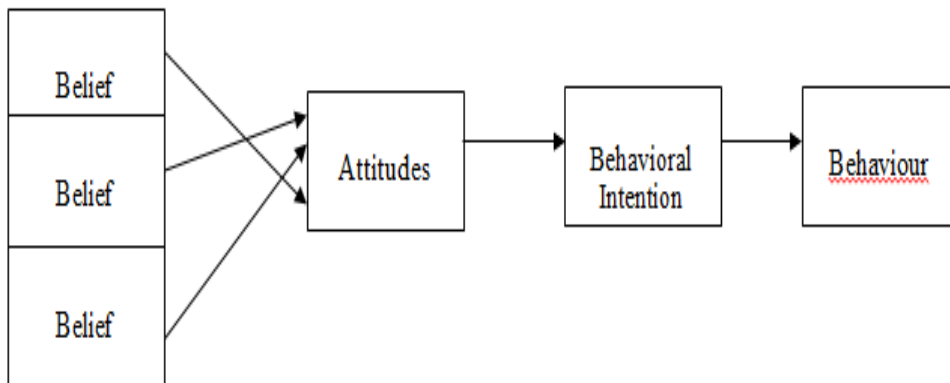 Belief
Belief
Belief
Attitudes
Behavioral
Intention
Behaviour